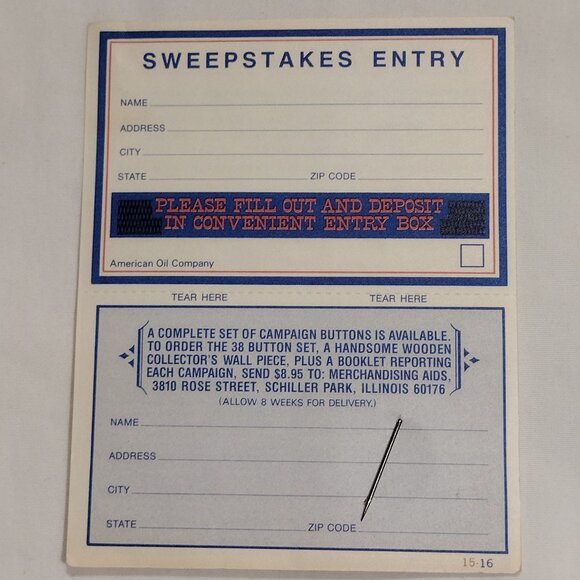 SWEEPSTAKES ENTRY
NAME
ADDRESS
CITY
STATE ZIP CODE
PLEASE FILL OUT AND DEPOSIT
IN CONVENIENT ENTRY BOX
American Oil Company
TEAR HERE TEAR HERE
A COMPLETE SET OF CAMPAIGN BUTTONS IS AVAILABLE.
TO ORDER THE 38 BUTTON SET, A HANDSOME WOODEN
COLLECTOR'S WALL PIECE, PLUS A BOOKLET REPORTING
EACH CAMPAIGN, SEND $8.95 TO: MERCHANDISING AIDS,
3810 ROSE STREET, SCHILLER PARK, ILLINOIS 60176
(ALLOW 8 WEEKS FOR DELIVERY.)
NAME
ADDRESS
CITY
STATE ZIP CODE
15-16